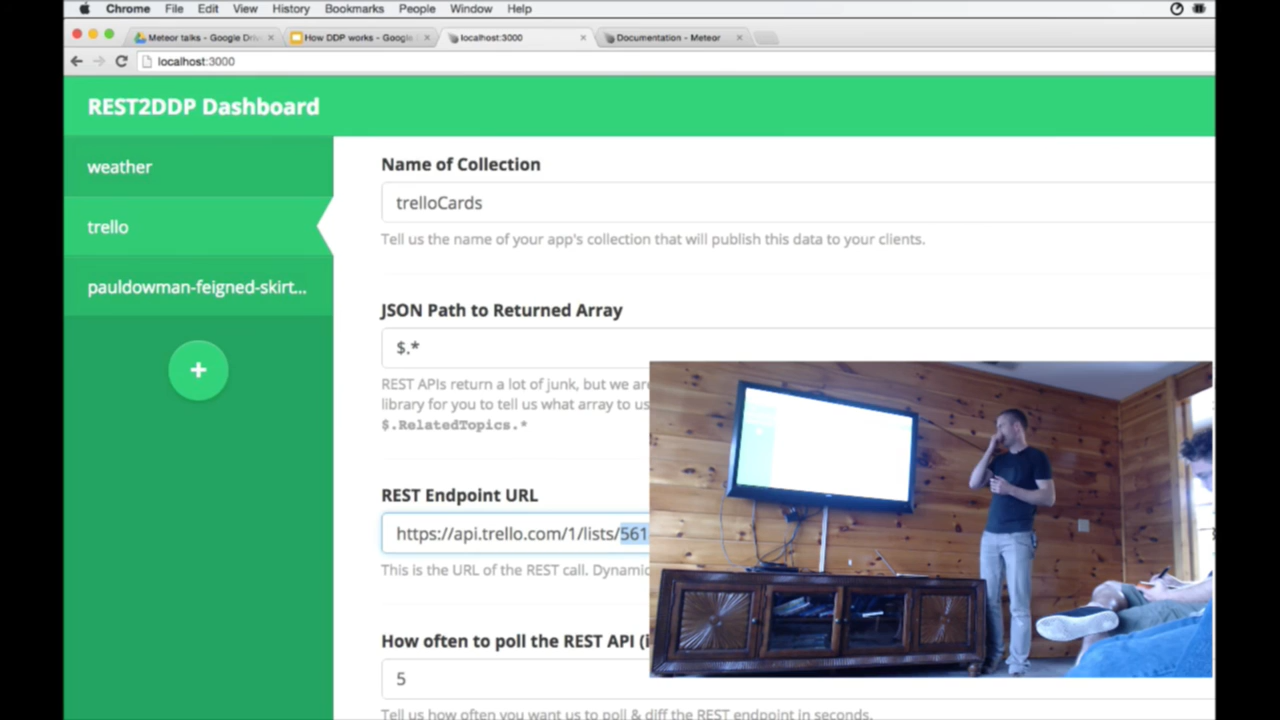 Chrome File Edit View History Bookmarks People Window Help
Meteor talks - Google Dri
How DDP works - Google
localhost:3000
Documentation - Meteor
localhost:3000
REST2DDP Dashboard
weather
trello
pauldowman-feigned-skirt...
+
Name of Collection
trelloCards
Tell us the name of your app's collection that will publish this data to your clients.
JSON Path to Returned Array
$.*
REST APIs return a lot of junk, but we are
library for you to tell us what array to us
$.RelatedTopics.*
REST Endpoint URL
https://api.trello.com/1/lists/561
This is the URL of the REST call. Dynamic
How often to poll the REST API (i
5
Tell us how often you want us to poll & diff the REST endpoint in seconds.